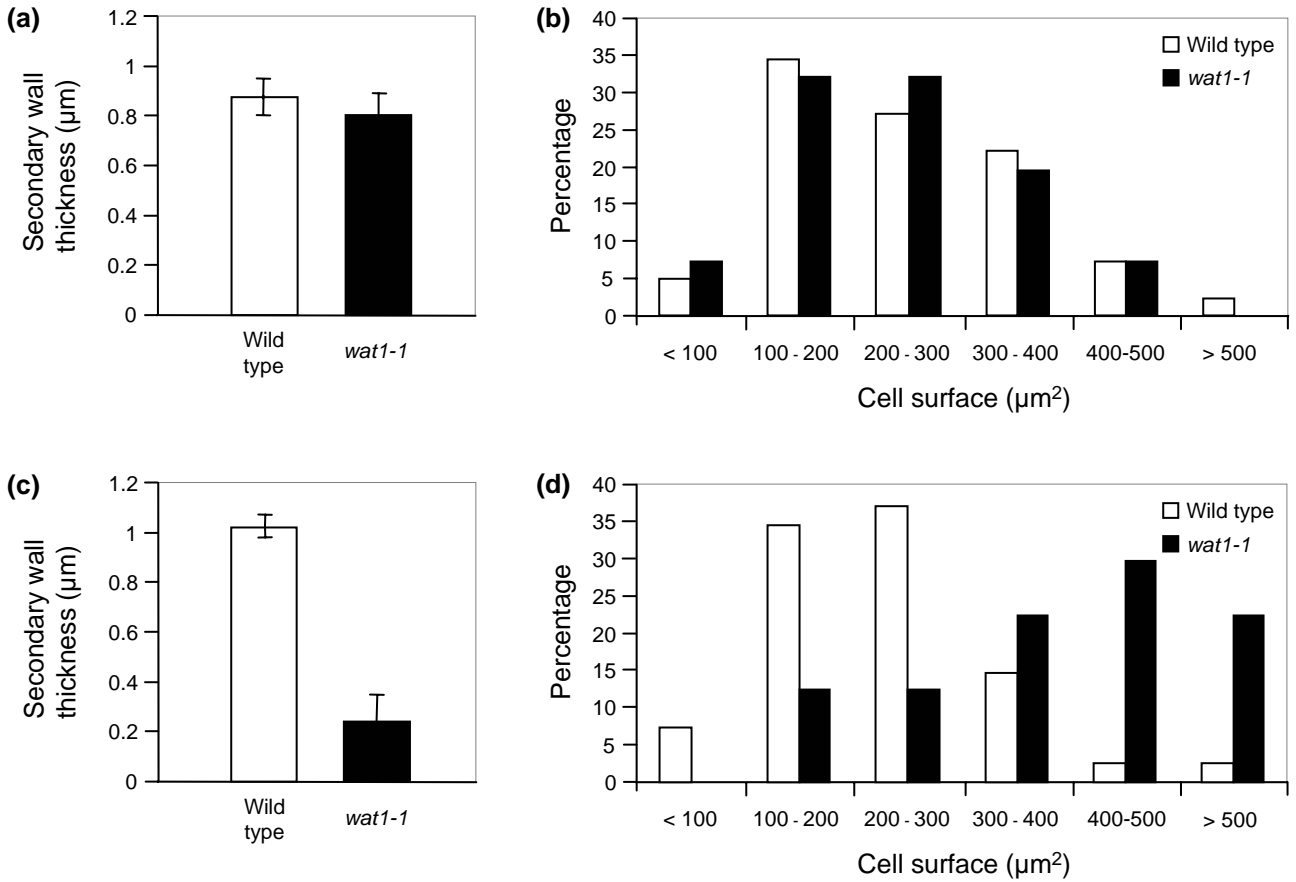 (a)
Secondary wall
thickness (µm)
1.2
1
0.8
0.6
0.4
0.2
0
Wild
type
wat1-1
(b)
Percentage
40
35
30
25
20
15
10
5
0
Wild type
wat1-1
< 100
100 - 200
200 - 300
300 - 400
400-500
> 500
Cell surface (µm²)
(c)
Secondary wall
thickness (µm)
1.2
1
0.8
0.6
0.4
0.2
0
Wild
type
wat1-1
(d)
Percentage
40
35
30
25
20
15
10
5
0
Wild type
wat1-1
< 100
100 - 200
200 - 300
300 - 400
400-500
> 500
Cell surface (µm²)